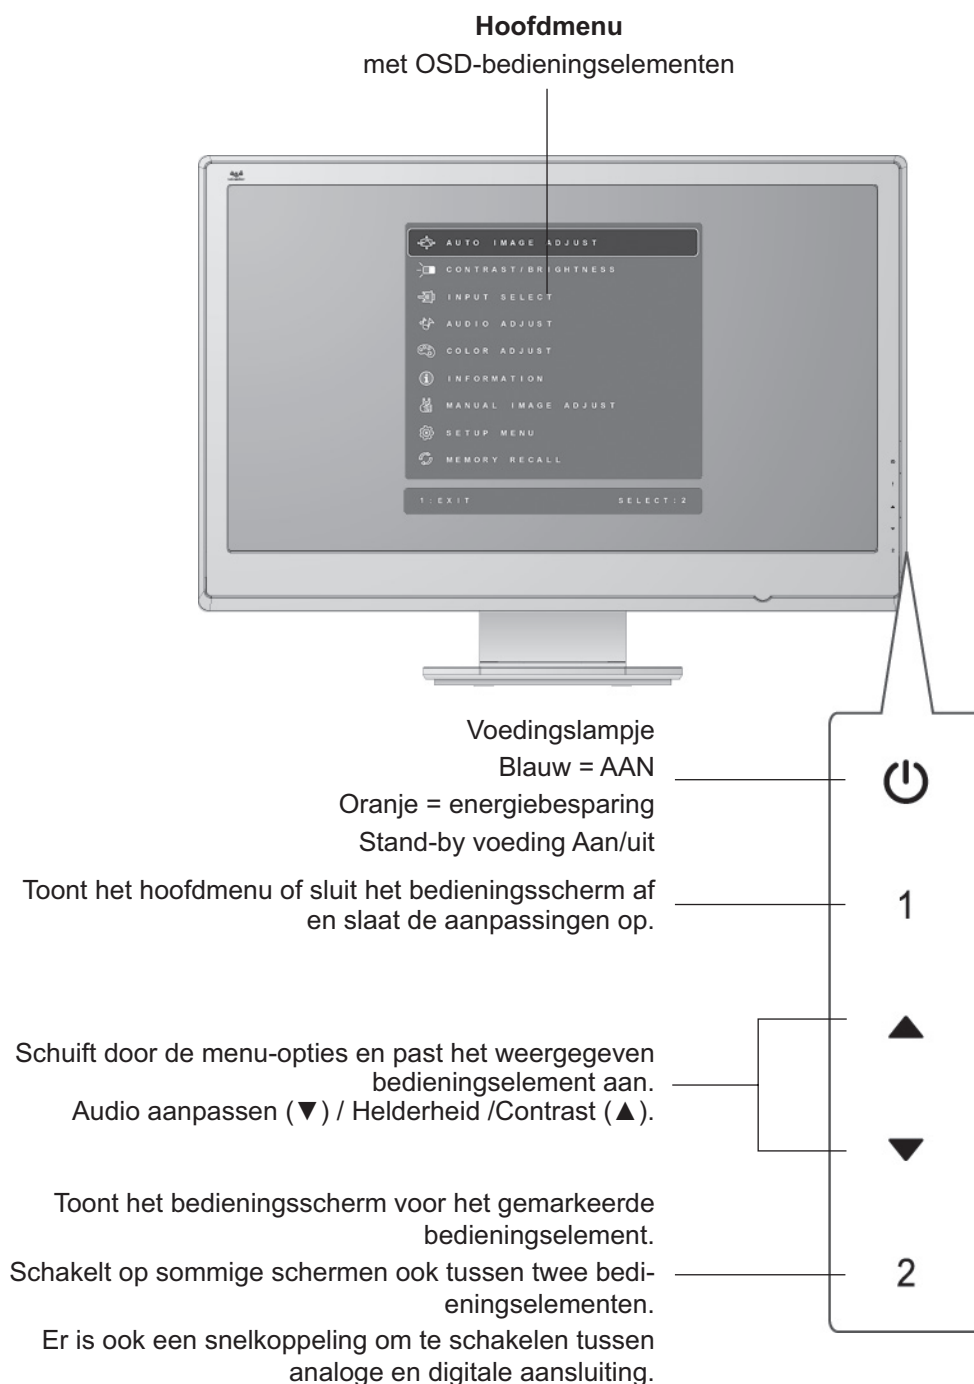 Hoofdmenu
met OSD-bedieningselementen
AUTO IMAGE ADJUST
CONTRAST/BRIGHTNESS
INPUT SELECT
AUDIO ADJUST
COLOR ADJUST
INFORMATION
MANUAL IMAGE ADJUST
SETUP MENU
MEMORY RECALL
1:EXIT SELECT:2
Voedingslampje
Blauw = AAN
Oranje = energiebesparing
Stand-by voeding Aan/uit
Toont het hoofdmenu of sluit het bedieningsscherm af
en slaat de aanpassingen op.
1
Schuift door de menu-opties en past het weergegeven
bedieningselement aan.
Audio aanpassen (▼) / Helderheid /Contrast (▲).
Toont het bedieningsscherm voor het gemarkeerde
bedieningselement.
Schakelt op sommige schermen ook tussen twee bedi-
eningselementen.
2
Er is ook een snelkoppeling om te schakelen tussen
analoge en digitale aansluiting.